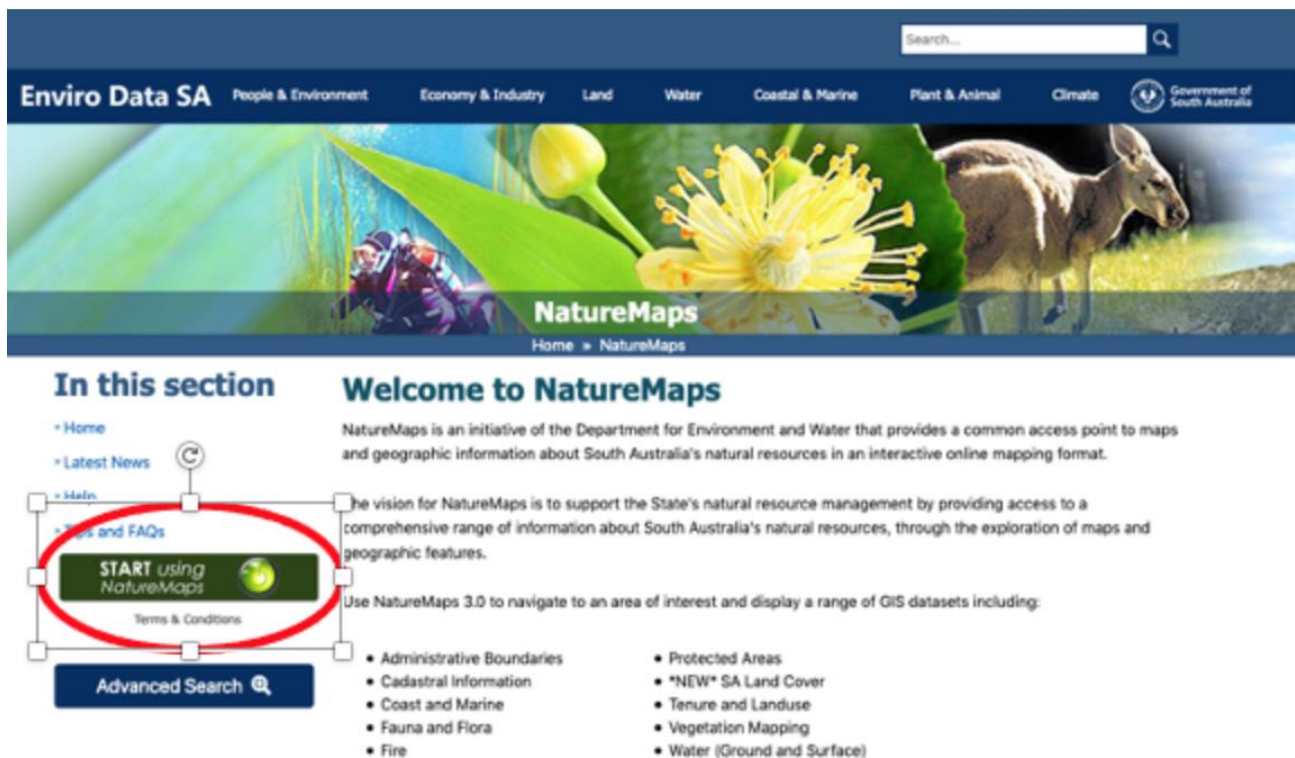 Search...
Enviro Data SA People & Environment Economy & Industry Land Water Coastal & Marine Plant & Animal Climate Government of
South Australia
NatureMaps
Home » NatureMaps
In this section
» Home
» Latest News
» Help
» Tips and FAQs
START using
NatureMaps
Terms & Conditions
Advanced Search
Welcome to NatureMaps
NatureMaps is an initiative of the Department for Environment and Water that provides a common access point to maps
and geographic information about South Australia's natural resources in an interactive online mapping format.
The vision for NatureMaps is to support the State's natural resource management by providing access to a
comprehensive range of information about South Australia's natural resources, through the exploration of maps and
geographic features.
Use NatureMaps 3.0 to navigate to an area of interest and display a range of GIS datasets including:
• Administrative Boundaries
• Cadastral Information
• Coast and Marine
• Fauna and Flora
• Fire
• Protected Areas
• *NEW* SA Land Cover
• Tenure and Landuse
• Vegetation Mapping
• Water (Ground and Surface)